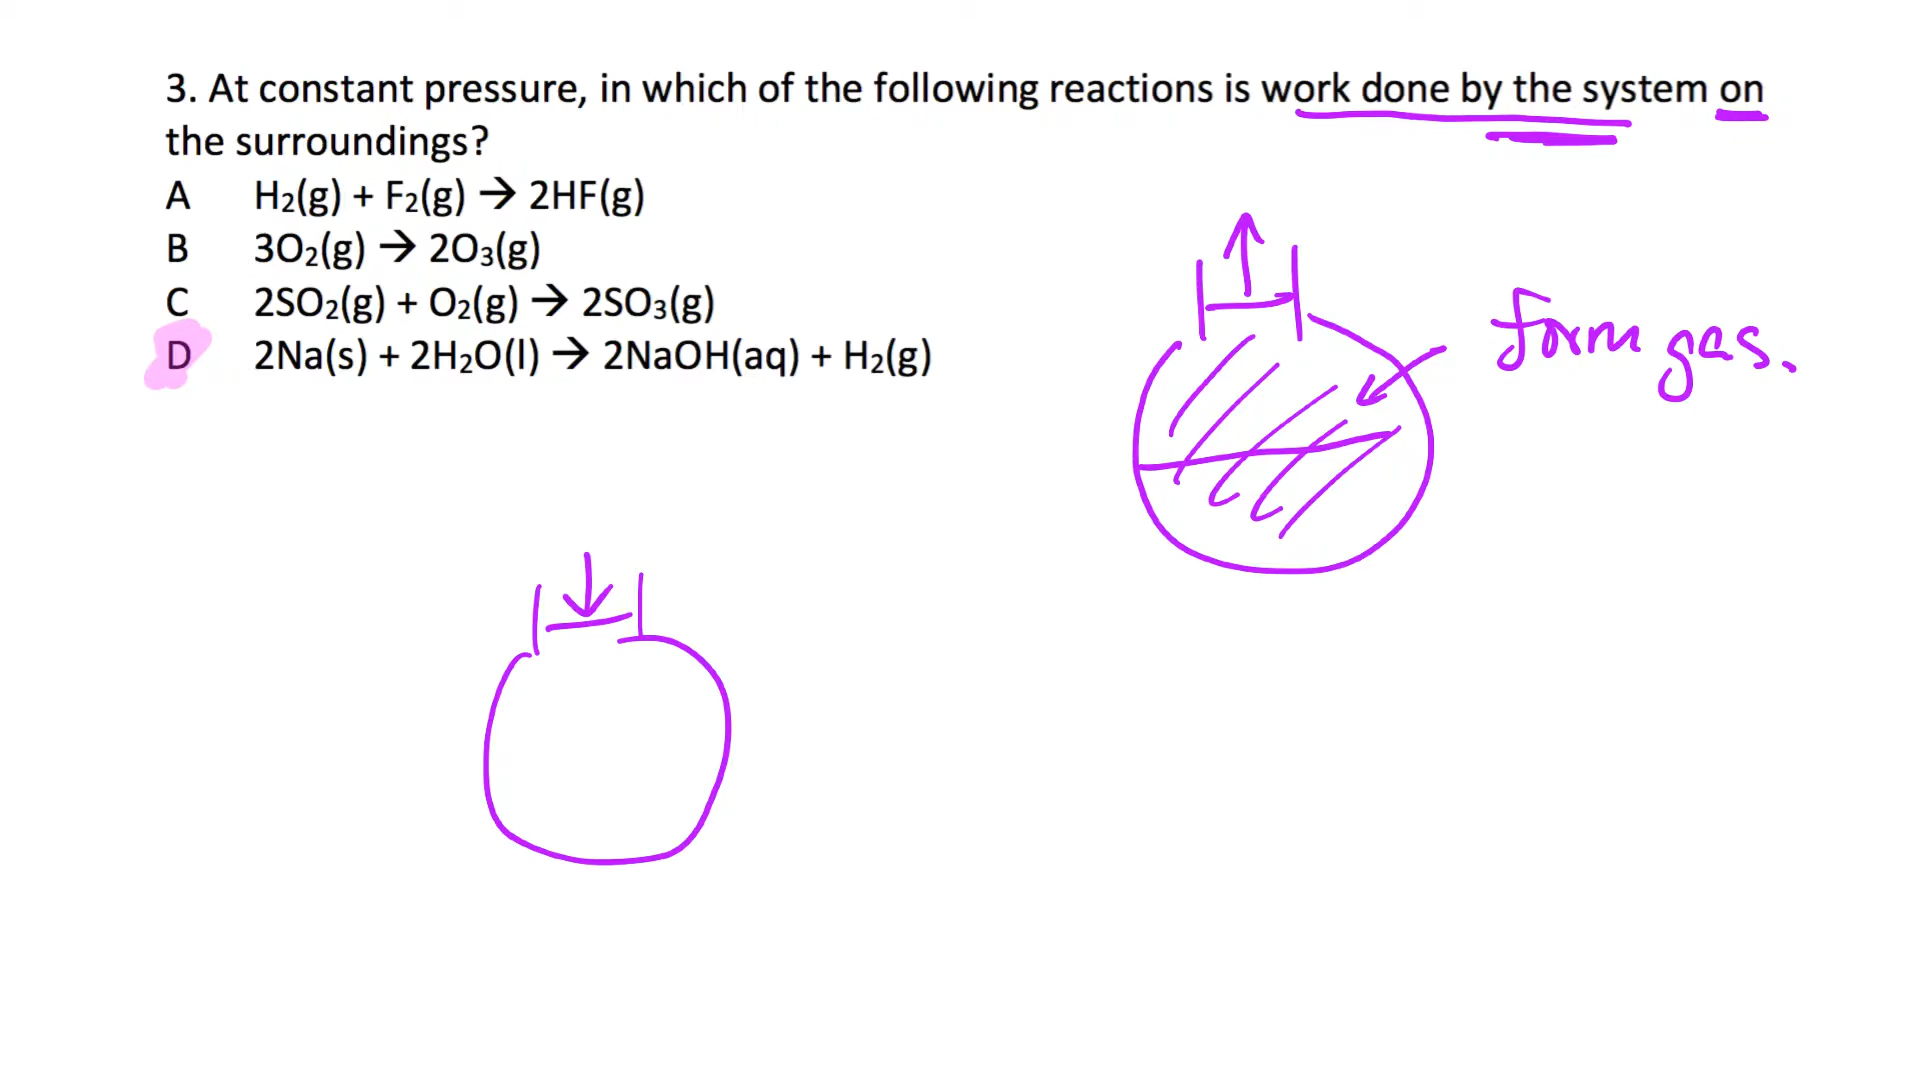 3. At constant pressure, in which of the following reactions is work done by the system on
the surroundings?
A H₂(g) + F₂(g) → 2HF(g)
B 3O₂(g) → 2O₃(g)
C 2SO₂(g) + O₂(g) → 2SO₃(g)
D 2Na(s) + 2H₂O(l) → 2NaOH(aq) + H₂(g)
Form gas.